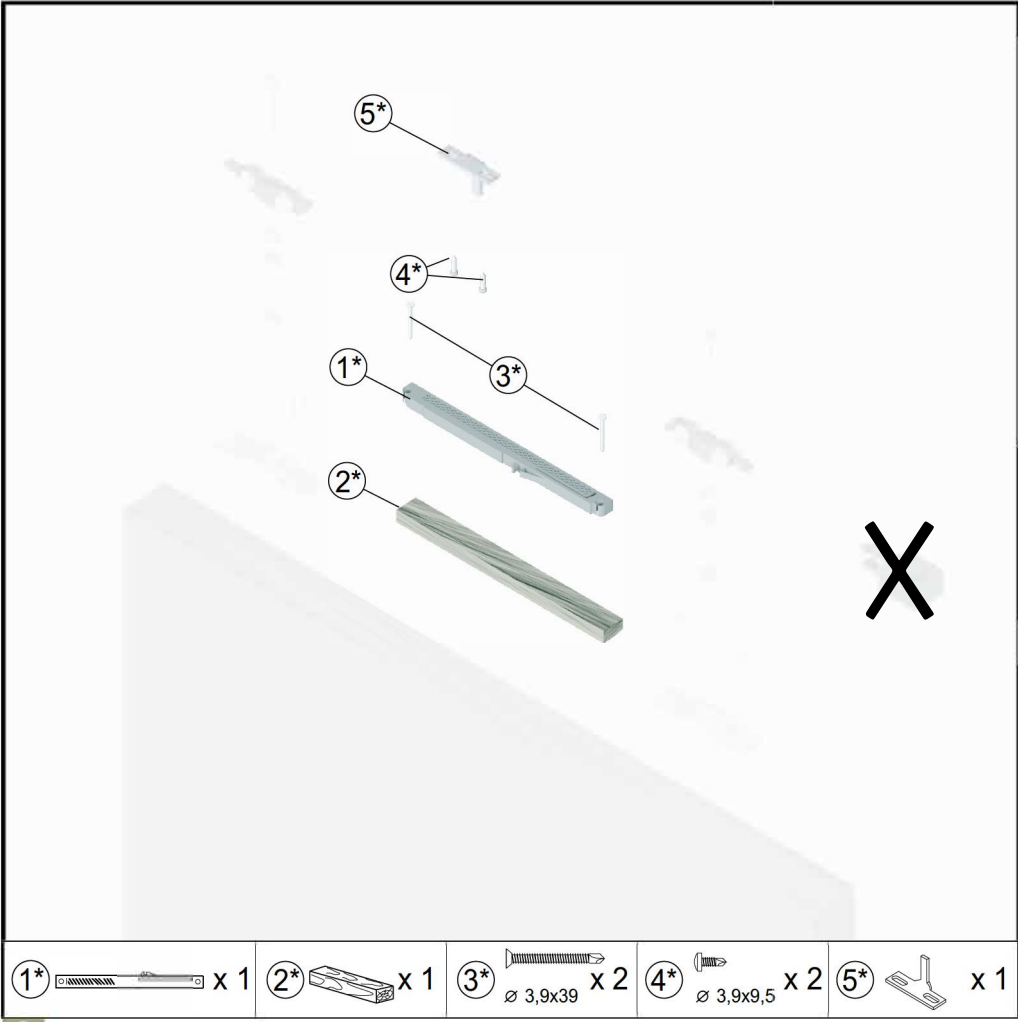 5*
4*
1*
3*
2*
1* x 1
2* x 1
3* ⌀ 3,9x39 x 2
4* ⌀ 3,9x9,5 x 2
5* x 1